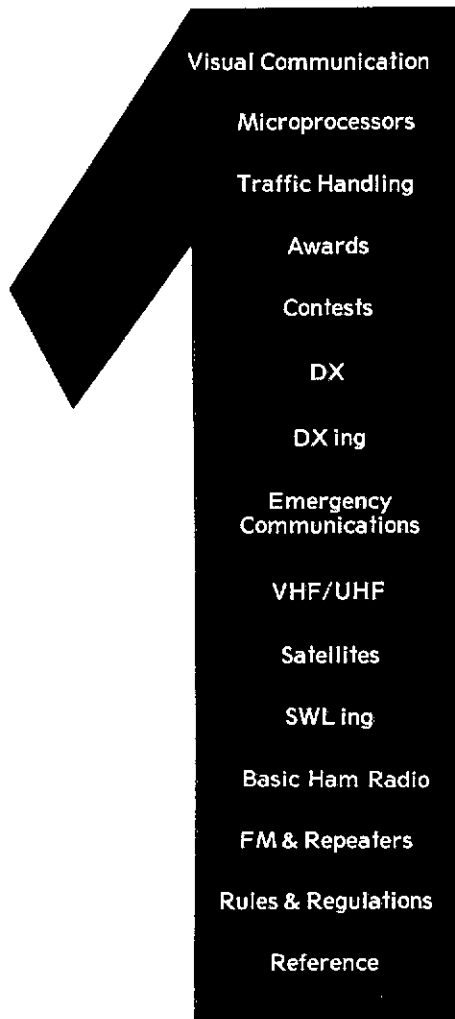 Visual Communication
Microprocessors
Traffic Handling
Awards
Contests
DX
DX ing
Emergency
Communications
VHF/UHF
Satellites
SWL ing
Basic Ham Radio
FM & Repeaters
Rules & Regulations
Reference